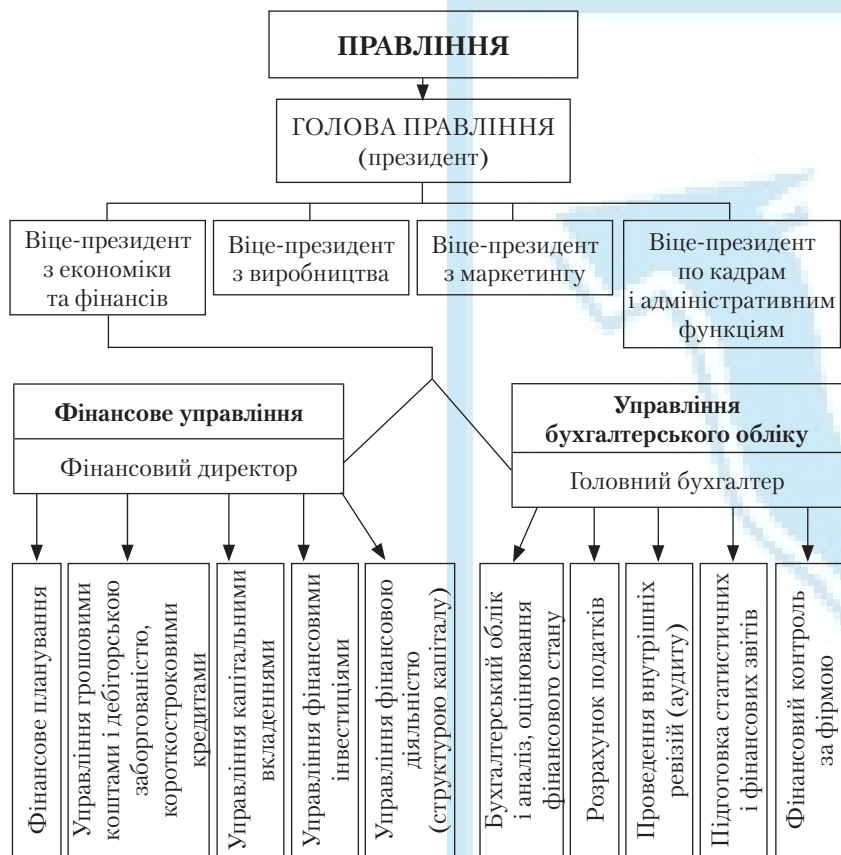 ПРАВЛІННЯ
ГОЛОВА ПРАВЛІННЯ
(президент)
Віце-президент
з економіки
та фінансів
Віце-президент
з виробництва
Віце-президент
з маркетингу
Віце-президент
по кадрам
і адміністративним
функціям
Фінансове управління
Фінансовий директор
Управління
бухгалтерського обліку
Головний бухгалтер
Фінансове планування
Управління грошовими
коштами і дебіторською
заборгованістю,
короткостроковими
кредитами
Управління капітальними
вкладеннями
Управління фінансовими
інвестиціями
Управління фінансовою
діяльністю
(структурою капіталу)
Бухгалтерський облік
і аналіз, оцінювання
фінансового стану
Розрахунок податків
Проведення внутрішніх
ревізій (аудиту)
Підготовка статистичних
і фінансових звітів
Фінансовий контроль
за фірмою